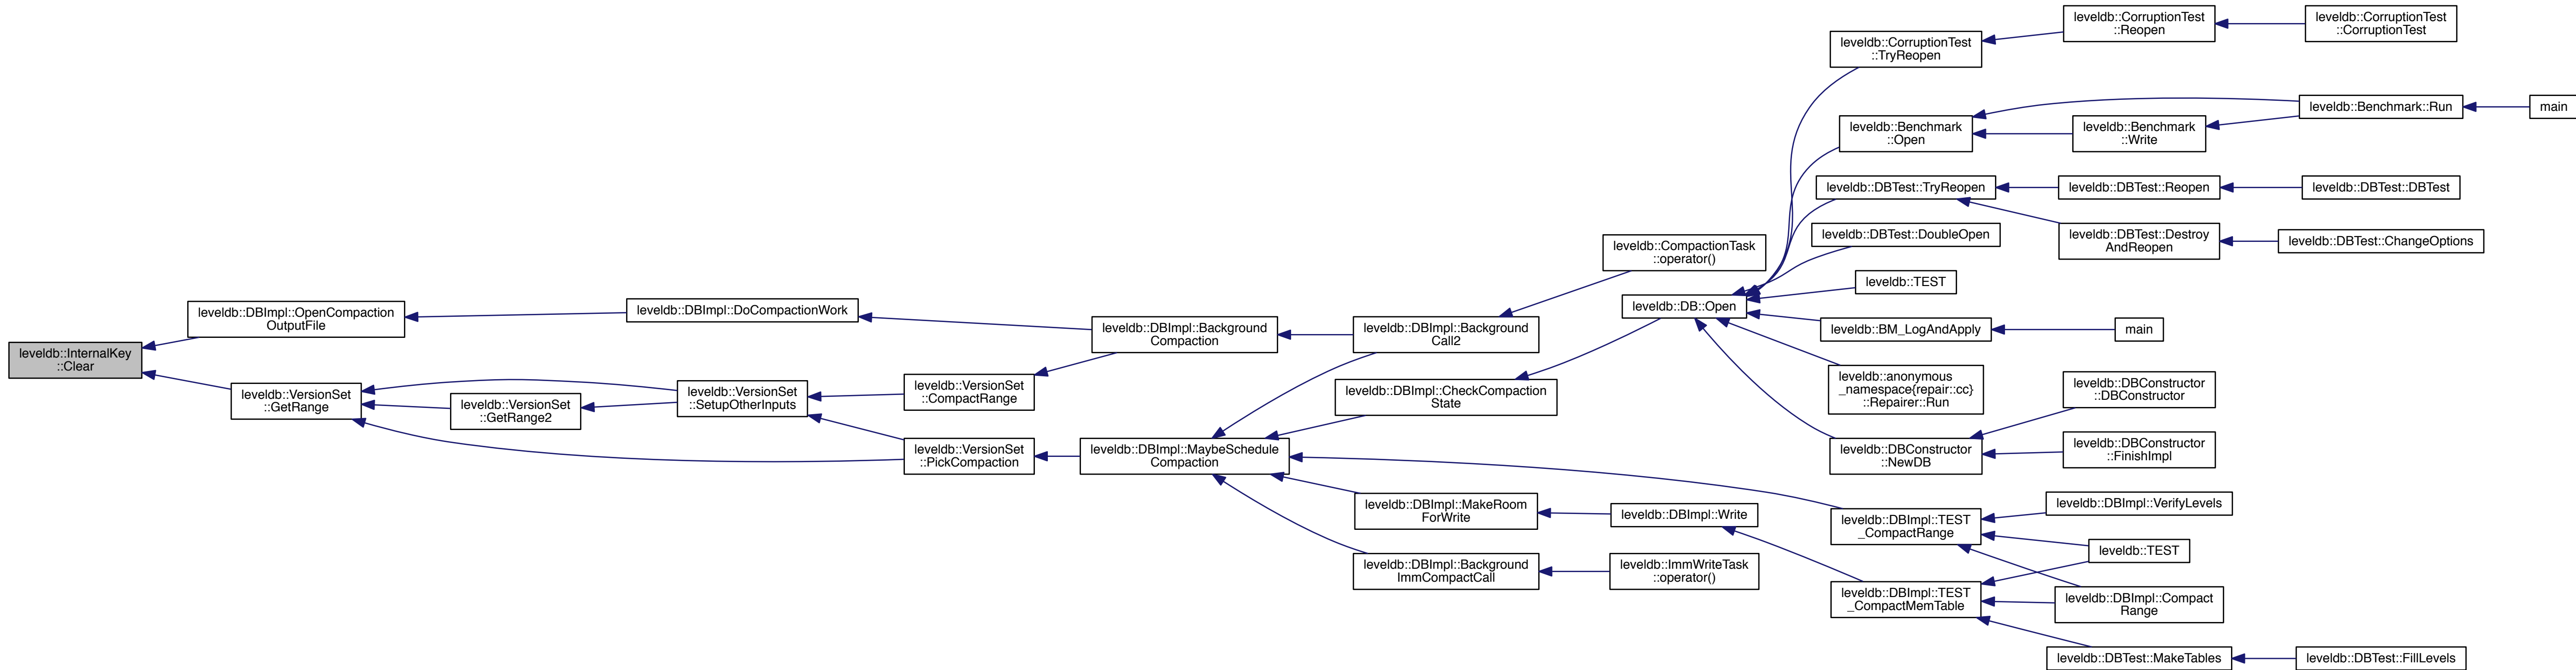 leveldb::InternalKey
::Clear
leveldb::DBImpl::OpenCompaction
OutputFile
leveldb::VersionSet
::GetRange
leveldb::VersionSet
::GetRange2
leveldb::DBImpl::DoCompactionWork
leveldb::VersionSet
::SetupOtherInputs
leveldb::VersionSet
::CompactRange
leveldb::VersionSet
::PickCompaction
leveldb::DBImpl::Background
Compaction
leveldb::DBImpl::MaybeSchedule
Compaction
leveldb::DBImpl::Background
Call2
leveldb::DBImpl::CheckCompaction
State
leveldb::DBImpl::MakeRoom
ForWrite
leveldb::DBImpl::Background
ImmCompactCall
leveldb::CompactionTask
::operator()
leveldb::DB::Open
leveldb::DBImpl::Write
leveldb::ImmWriteTask
::operator()
leveldb::CorruptionTest
::TryReopen
leveldb::Benchmark
::Open
leveldb::DBTest::TryReopen
leveldb::DBTest::DoubleOpen
leveldb::TEST
leveldb::BM_LogAndApply
leveldb::anonymous
_namespace{repair::cc}
::Repairer::Run
leveldb::DBConstructor
::NewDB
leveldb::DBImpl::TEST
_CompactRange
leveldb::DBImpl::TEST
_CompactMemTable
leveldb::CorruptionTest
::Reopen
leveldb::Benchmark
::Write
leveldb::DBTest::Reopen
leveldb::DBTest::Destroy
AndReopen
main
leveldb::DBConstructor
::DBConstructor
leveldb::DBConstructor
::FinishImpl
leveldb::DBImpl::VerifyLevels
leveldb::TEST
leveldb::DBImpl::Compact
Range
leveldb::DBTest::MakeTables
leveldb::CorruptionTest
::CorruptionTest
leveldb::Benchmark::Run
leveldb::DBTest::DBTest
leveldb::DBTest::ChangeOptions
leveldb::DBTest::FillLevels
main